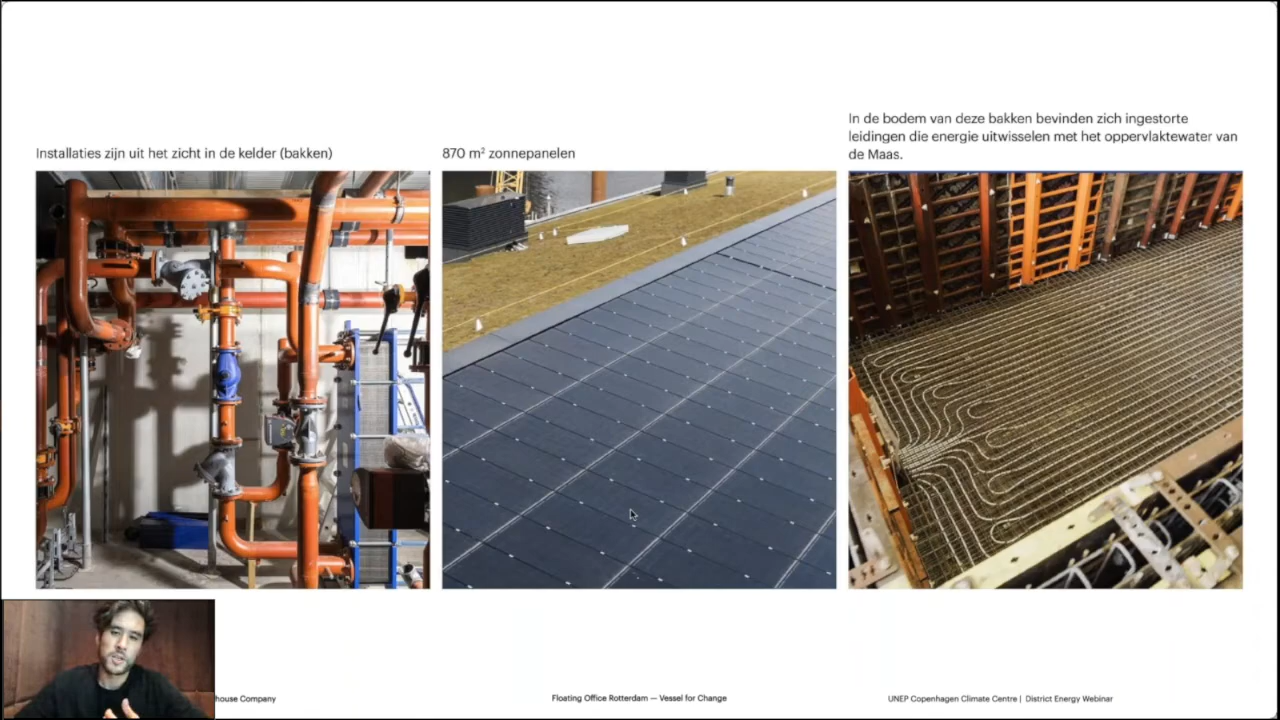 Installaties zijn uit het zicht in de kelder (bakken)
870 m² zonnepanelen
In de bodem van deze bakken bevinden zich ingestorte
leidingen die energie uitwisselen met het oppervlaktewater van
de Maas.
house Company
Floating Office Rotterdam — Vessel for Change
UNEP Copenhagen Climate Centre | District Energy Webinar